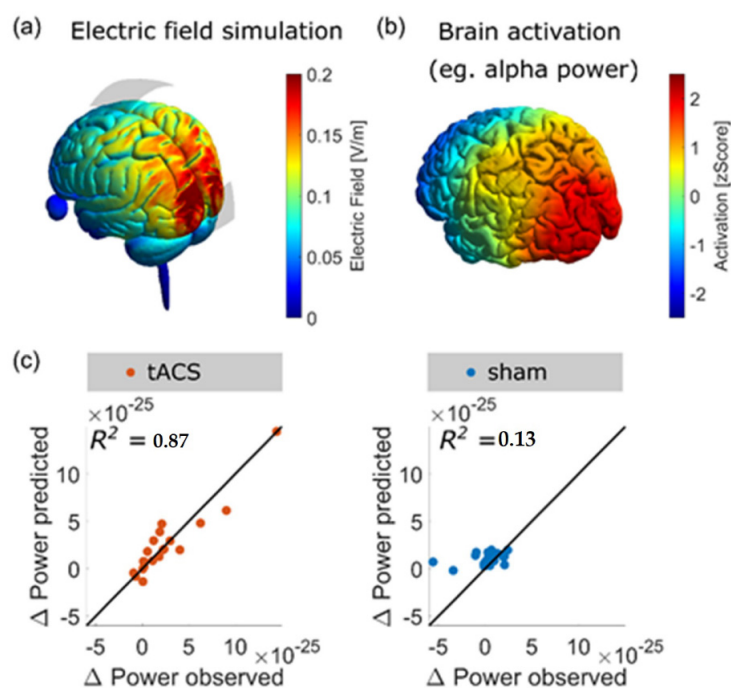 (a) Electric field simulation
0.2
0.15
0.1
0.05
0
Electric Field [V/m]
(b) Brain activation
(eg. alpha power)
2
1
0
-1
-2
Activation [zScore]
(c)
tACS
×10⁻²⁵
R² = 0.87
10
5
0
-5
Δ Power predicted
-5 0 5 10 ×10⁻²⁵
Δ Power observed
sham
×10⁻²⁵
R² = 0.13
10
5
0
-5
Δ Power predicted
-5 0 5 10 ×10⁻²⁵
Δ Power observed